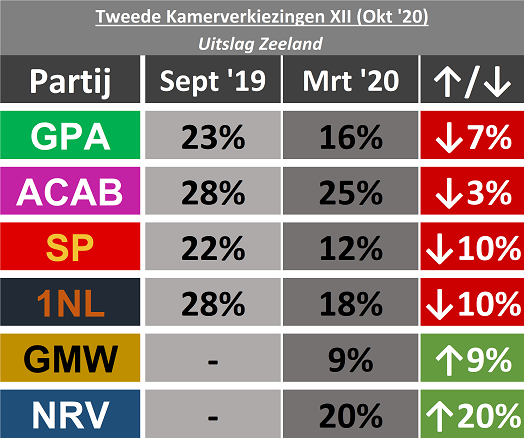 Tweede Kamerverkiezingen XII (Okt '20)
Uitslag Zeeland
Partij Sept '19 Mrt '20 ↑/↓
GPA 23% 16% ↓7%
ACAB 28% 25% ↓3%
SP 22% 12% ↓10%
1NL 28% 18% ↓10%
GMW - 9% ↑9%
NRV - 20% ↑20%